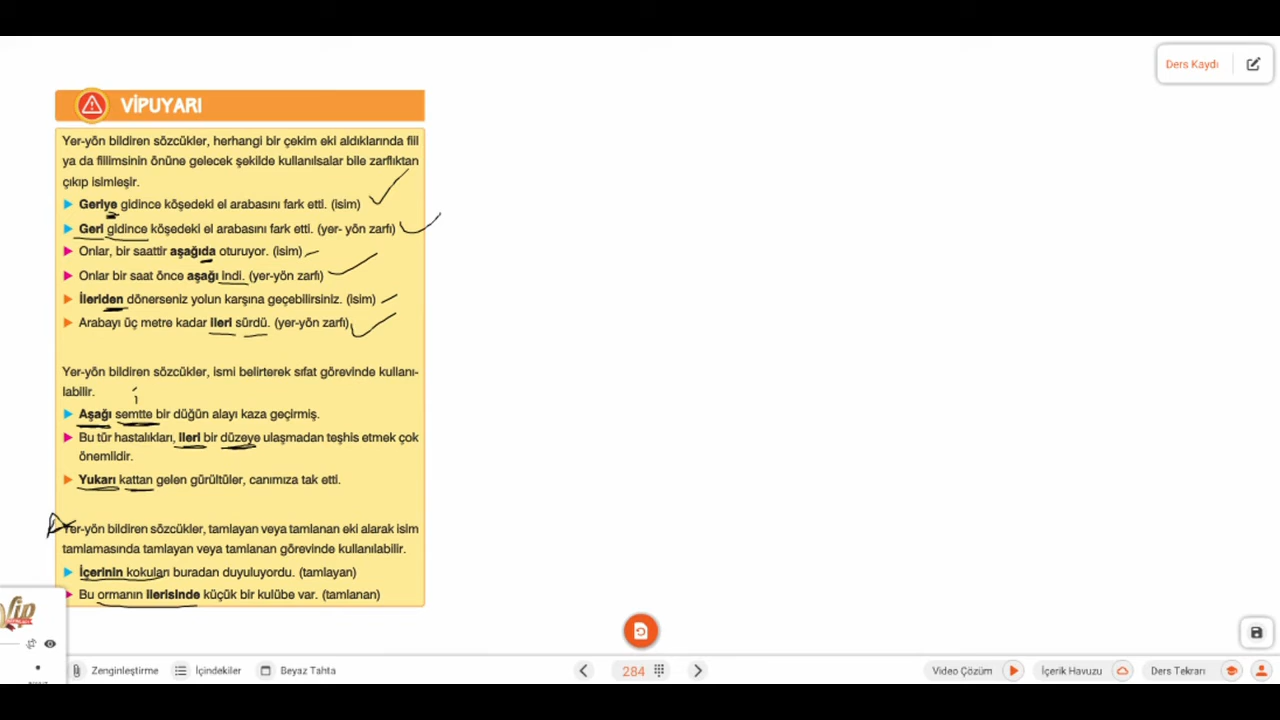 Ders Kaydı
VİPUYARI
Yer-yön bildiren sözcükler, herhangi bir çekim eki aldıklarında fiil
ya da fiilimsinin önüne gelecek şekilde kullanılsalar bile zarflıktan
çıkıp isimleşir.
Geriye gidince köşedeki el arabasını fark etti. (isim)
Geri gidince köşedeki el arabasını fark etti. (yer- yön zarfı)
Onlar, bir saattir aşağıda oturuyor. (isim)
Onlar bir saat önce aşağı indi. (yer-yön zarfı)
İleriden dönerseniz yolun karşına geçebilirsiniz. (isim)
Arabayı üç metre kadar ileri sürdü. (yer-yön zarfı)
Yer-yön bildiren sözcükler, ismi belirterek sıfat görevinde kullanı-
labilir.
Aşağı semtte bir düğün alayı kaza geçirmiş.
Bu tür hastalıkları, ileri bir düzeye ulaşmadan teşhis etmek çok
önemlidir.
Yukarı kattan gelen gürültüler, canımıza tak etti.
Yer-yön bildiren sözcükler, tamlayan veya tamlanan eki alarak isim
tamlamasında tamlayan veya tamlanan görevinde kullanılabilir.
İçerinin kokuları buradan duyuluyordu. (tamlayan)
Bu ormanın ilerisinde küçük bir kulübe var. (tamlanan)
Vip
Zenginleştirme
İçindekiler
Beyaz Tahta
284
Video Çözüm
İçerik Havuzu
Ders Tekrarı